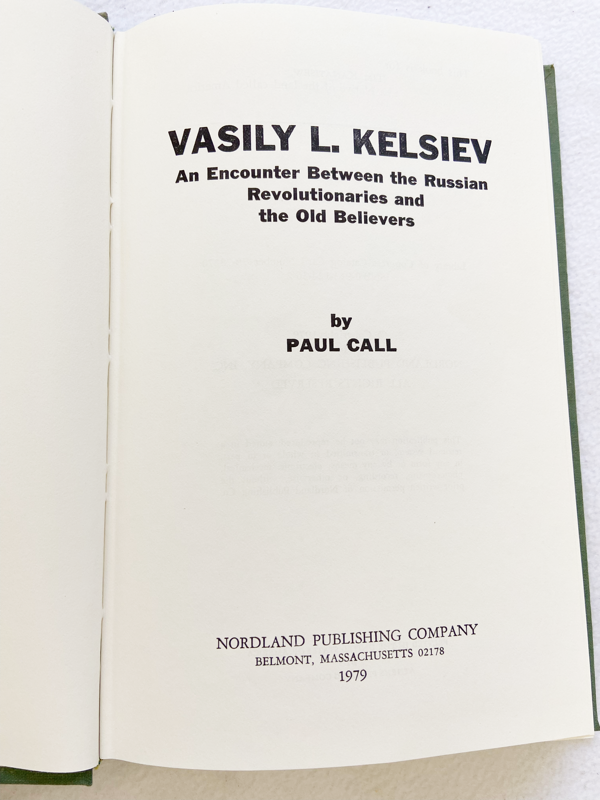 VASILY L. KELSIEV
An Encounter Between the Russian
Revolutionaries and
the Old Believers
by
PAUL CALL
NORDLAND PUBLISHING COMPANY
BELMONT, MASSACHUSETTS 02178
1979